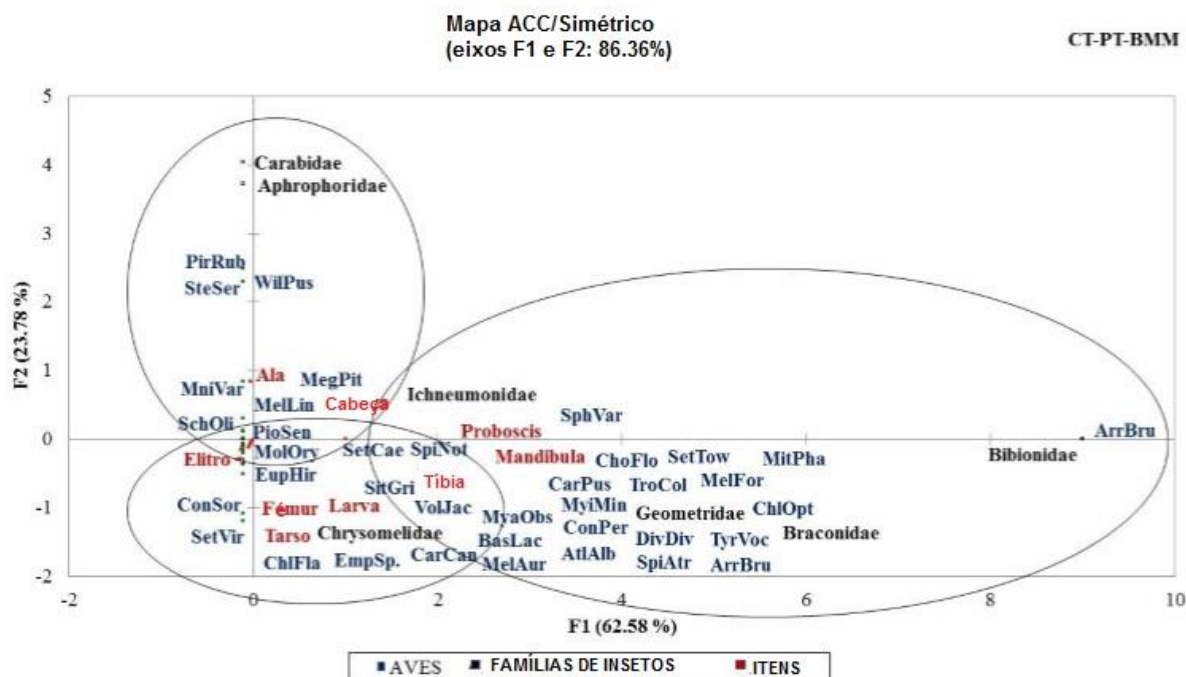 Mapa ACC/Simétrico
(eixos F1 e F2: 86.36%)
CT-PT-BMM
5
4
3
2
1
0
-1
-2
F2 (23.78 %)
Carabidae
Aphrophoridae
PirRub
WilPus
SteSer
Ala
MegPit
MniVar
Ichneumonidae
MelLin
Cabeça
SphVar
SchOli
PioSen
Proboscis
ArrBru
MolOry
SetCae
SpiNot
Mandibula
Bibionidae
Elitro
ChoFlo
SetTow
MitPha
EupHir
SitGri
Tíbia
CarPus
TroCol
MelFor
ConSor
Fémur
Larva
VolJac
MyiMin
ChlOpt
MyaObs
Geometridae
SetVir
Tarso
Chrysomelidae
ConPer
Braconidae
BasLac
DivDiv
TyrVoc
ChlFla
EmpSp.
CarCan
AtlAlb
MelAur
SpiAtr
ArrBru
-2
0
2
4
6
8
10
F1 (62.58 %)
AVES
FAMÍLIAS DE INSETOS
ITENS